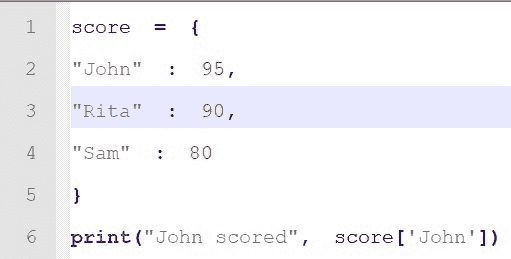 1 score = {
2 "John" : 95,
3 "Rita" : 90,
4 "Sam" : 80
5 }
6 print("John scored", score['John'])